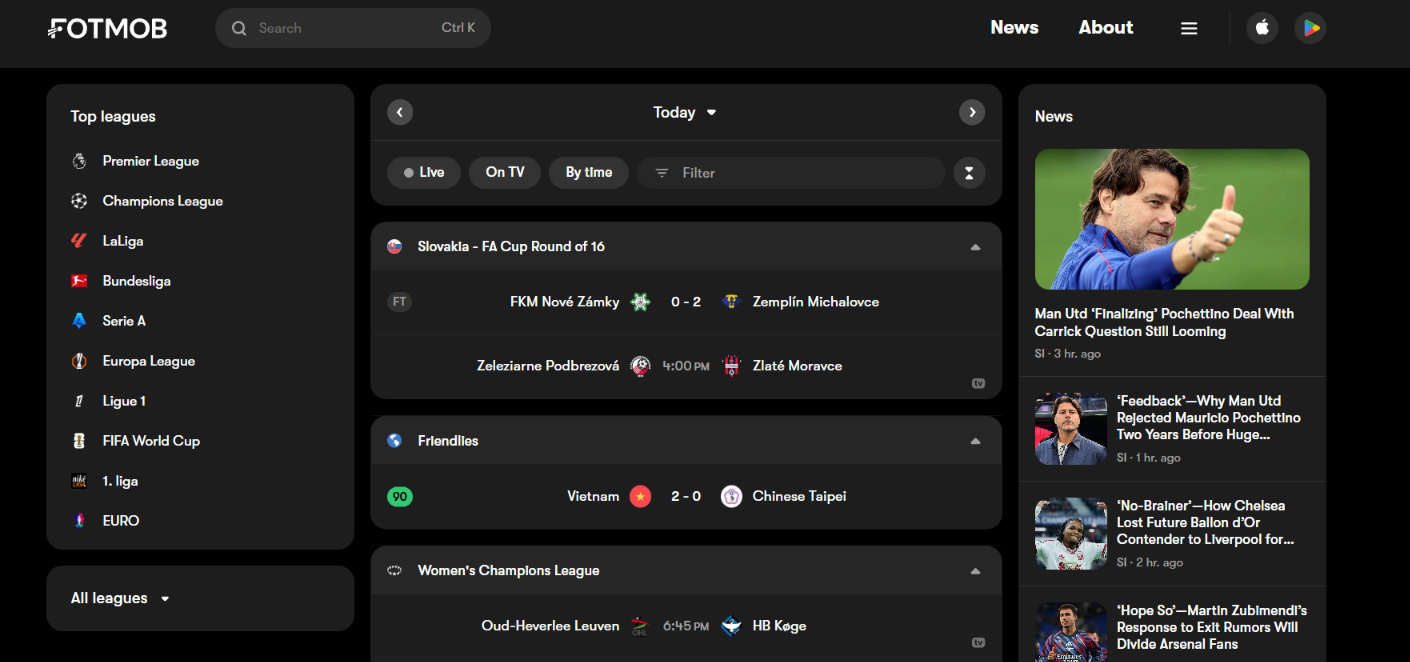 FOTMOB
Search
Ctrl K
News
About
Top leagues
Premier League
Champions League
LaLiga
Bundesliga
Serie A
Europa League
Ligue 1
FIFA World Cup
1. liga
EURO
All leagues
Today
Live
On TV
By time
Filter
Slovakia - FA Cup Round of 16
FT
FKM Nové Zámky
0 - 2
Zemplín Michalovce
Zeleziarne Podbrezová
4:00 PM
Zlaté Moravce
tv
Friendlies
90
Vietnam
2 - 0
Chinese Taipei
Women's Champions League
Oud-Heverlee Leuven
OHL
6:45 PM
HB Køge
tv
News
Man Utd ‘Finalizing’ Pochettino Deal With
Carrick Question Still Looming
SI · 3 hr. ago
‘Feedback’—Why Man Utd
Rejected Mauricio Pochettino
Two Years Before Huge...
SI · 1 hr. ago
‘No-Brainer’—How Chelsea
Lost Future Ballon d’Or
Contender to Liverpool for...
SI · 2 hr. ago
‘Hope So’—Martin Zubimendi’s
Response to Exit Rumors Will
Divide Arsenal Fans